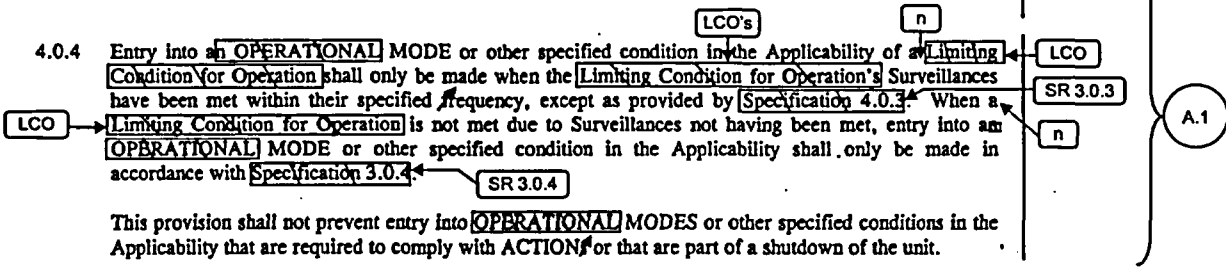 LCO's
n
4.0.4 Entry into an OPERATIONAL MODE or other specified condition in the Applicability of a Limiting
LCO
Condition for Operation shall only be made when the Limiting Condition for Operation's Surveillances
have been met within their specified frequency, except as provided by Specification 4.0.3. When a
SR 3.0.3
LCO
Limiting Condition for Operation is not met due to Surveillances not having been met, entry into an
n
A.1
OPERATIONAL MODE or other specified condition in the Applicability shall only be made in
accordance with Specification 3.0.4.
SR 3.0.4
This provision shall not prevent entry into OPERATIONAL MODES or other specified conditions in the
Applicability that are required to comply with ACTIONS or that are part of a shutdown of the unit.